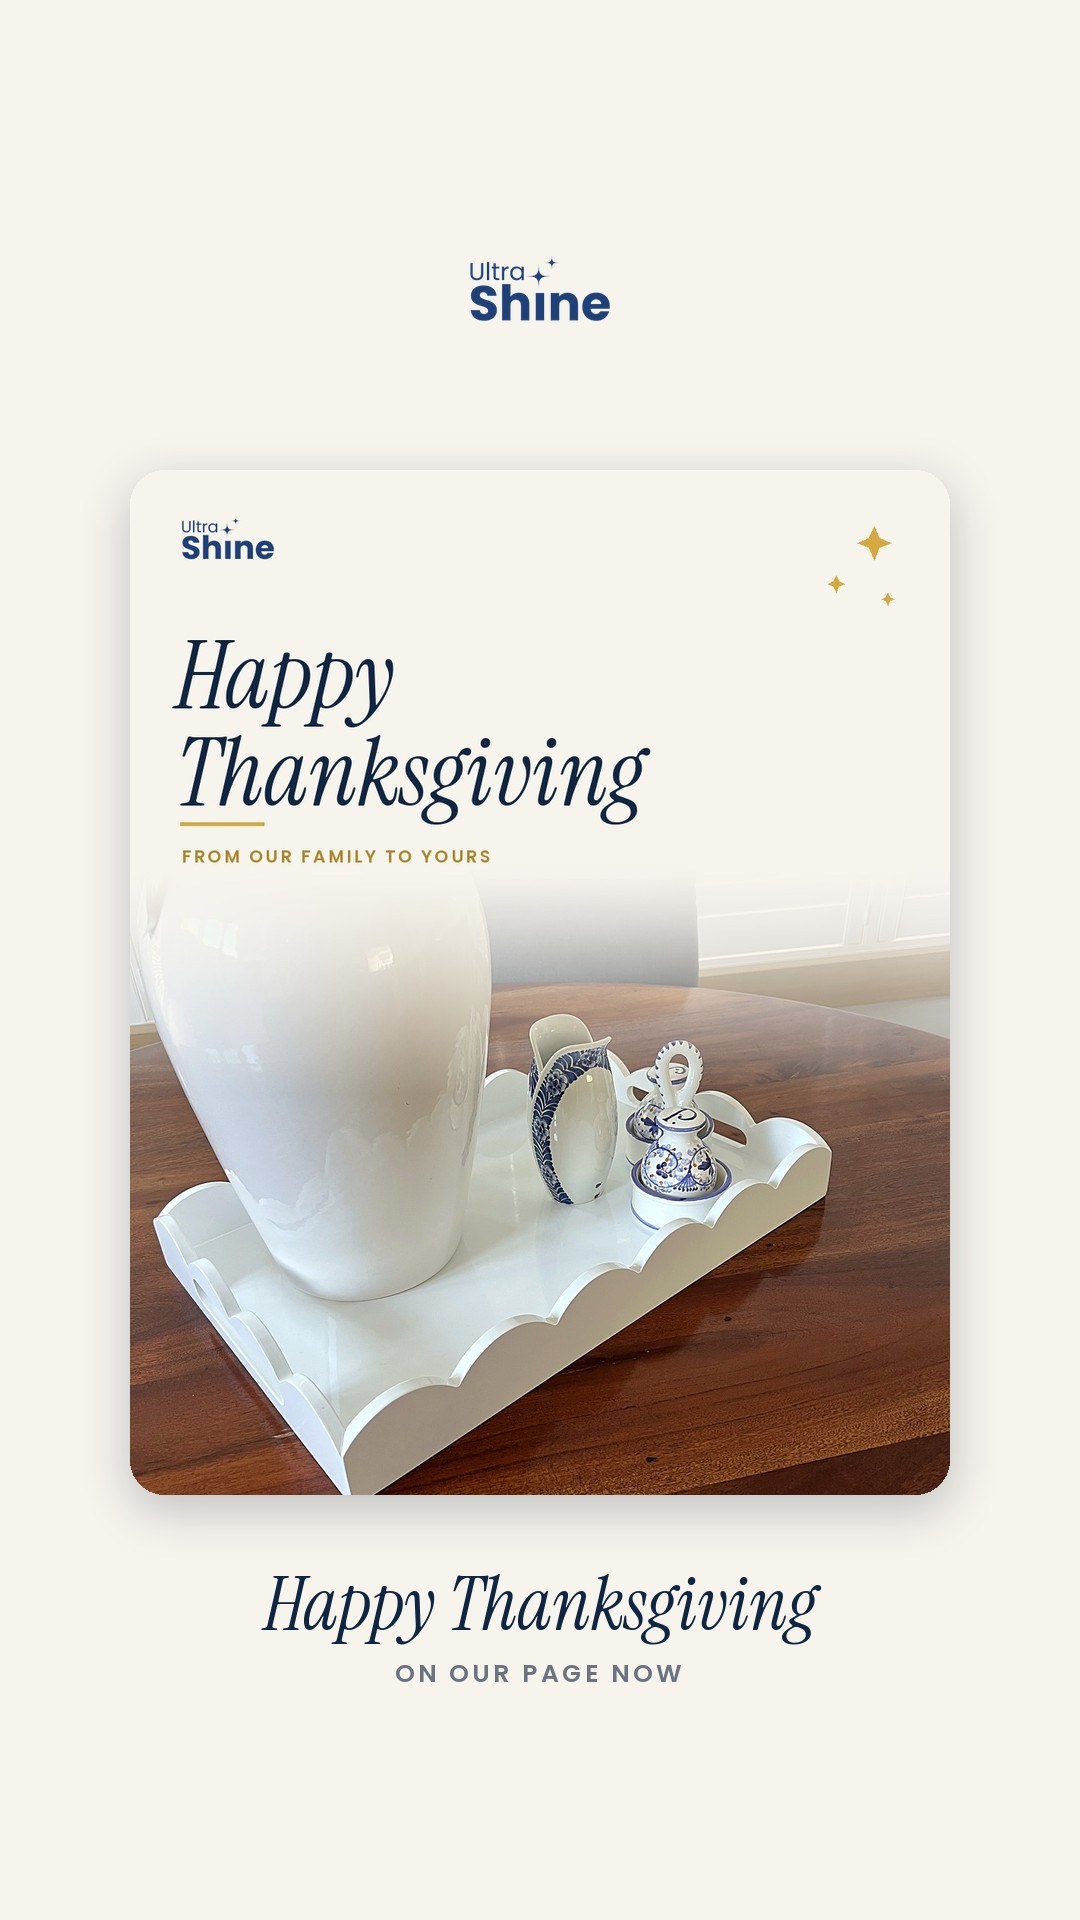 Ultra
Shine
Ultra
Shine
Happy
Thanksgiving
FROM OUR FAMILY TO YOURS
Happy Thanksgiving
ON OUR PAGE NOW